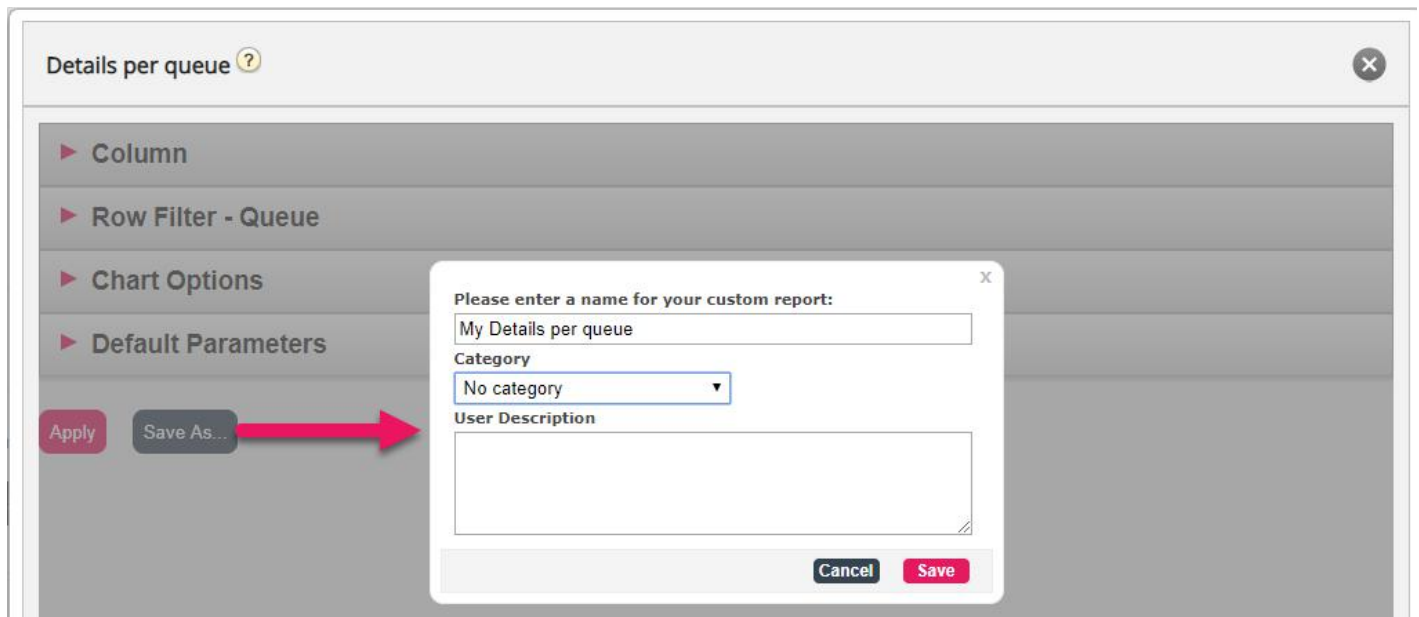 Details per queue ?
Column
Row Filter - Queue
Chart Options
Default Parameters
Apply
Save As...
x
Please enter a name for your custom report:
My Details per queue
Category
No category
User Description
Cancel
Save